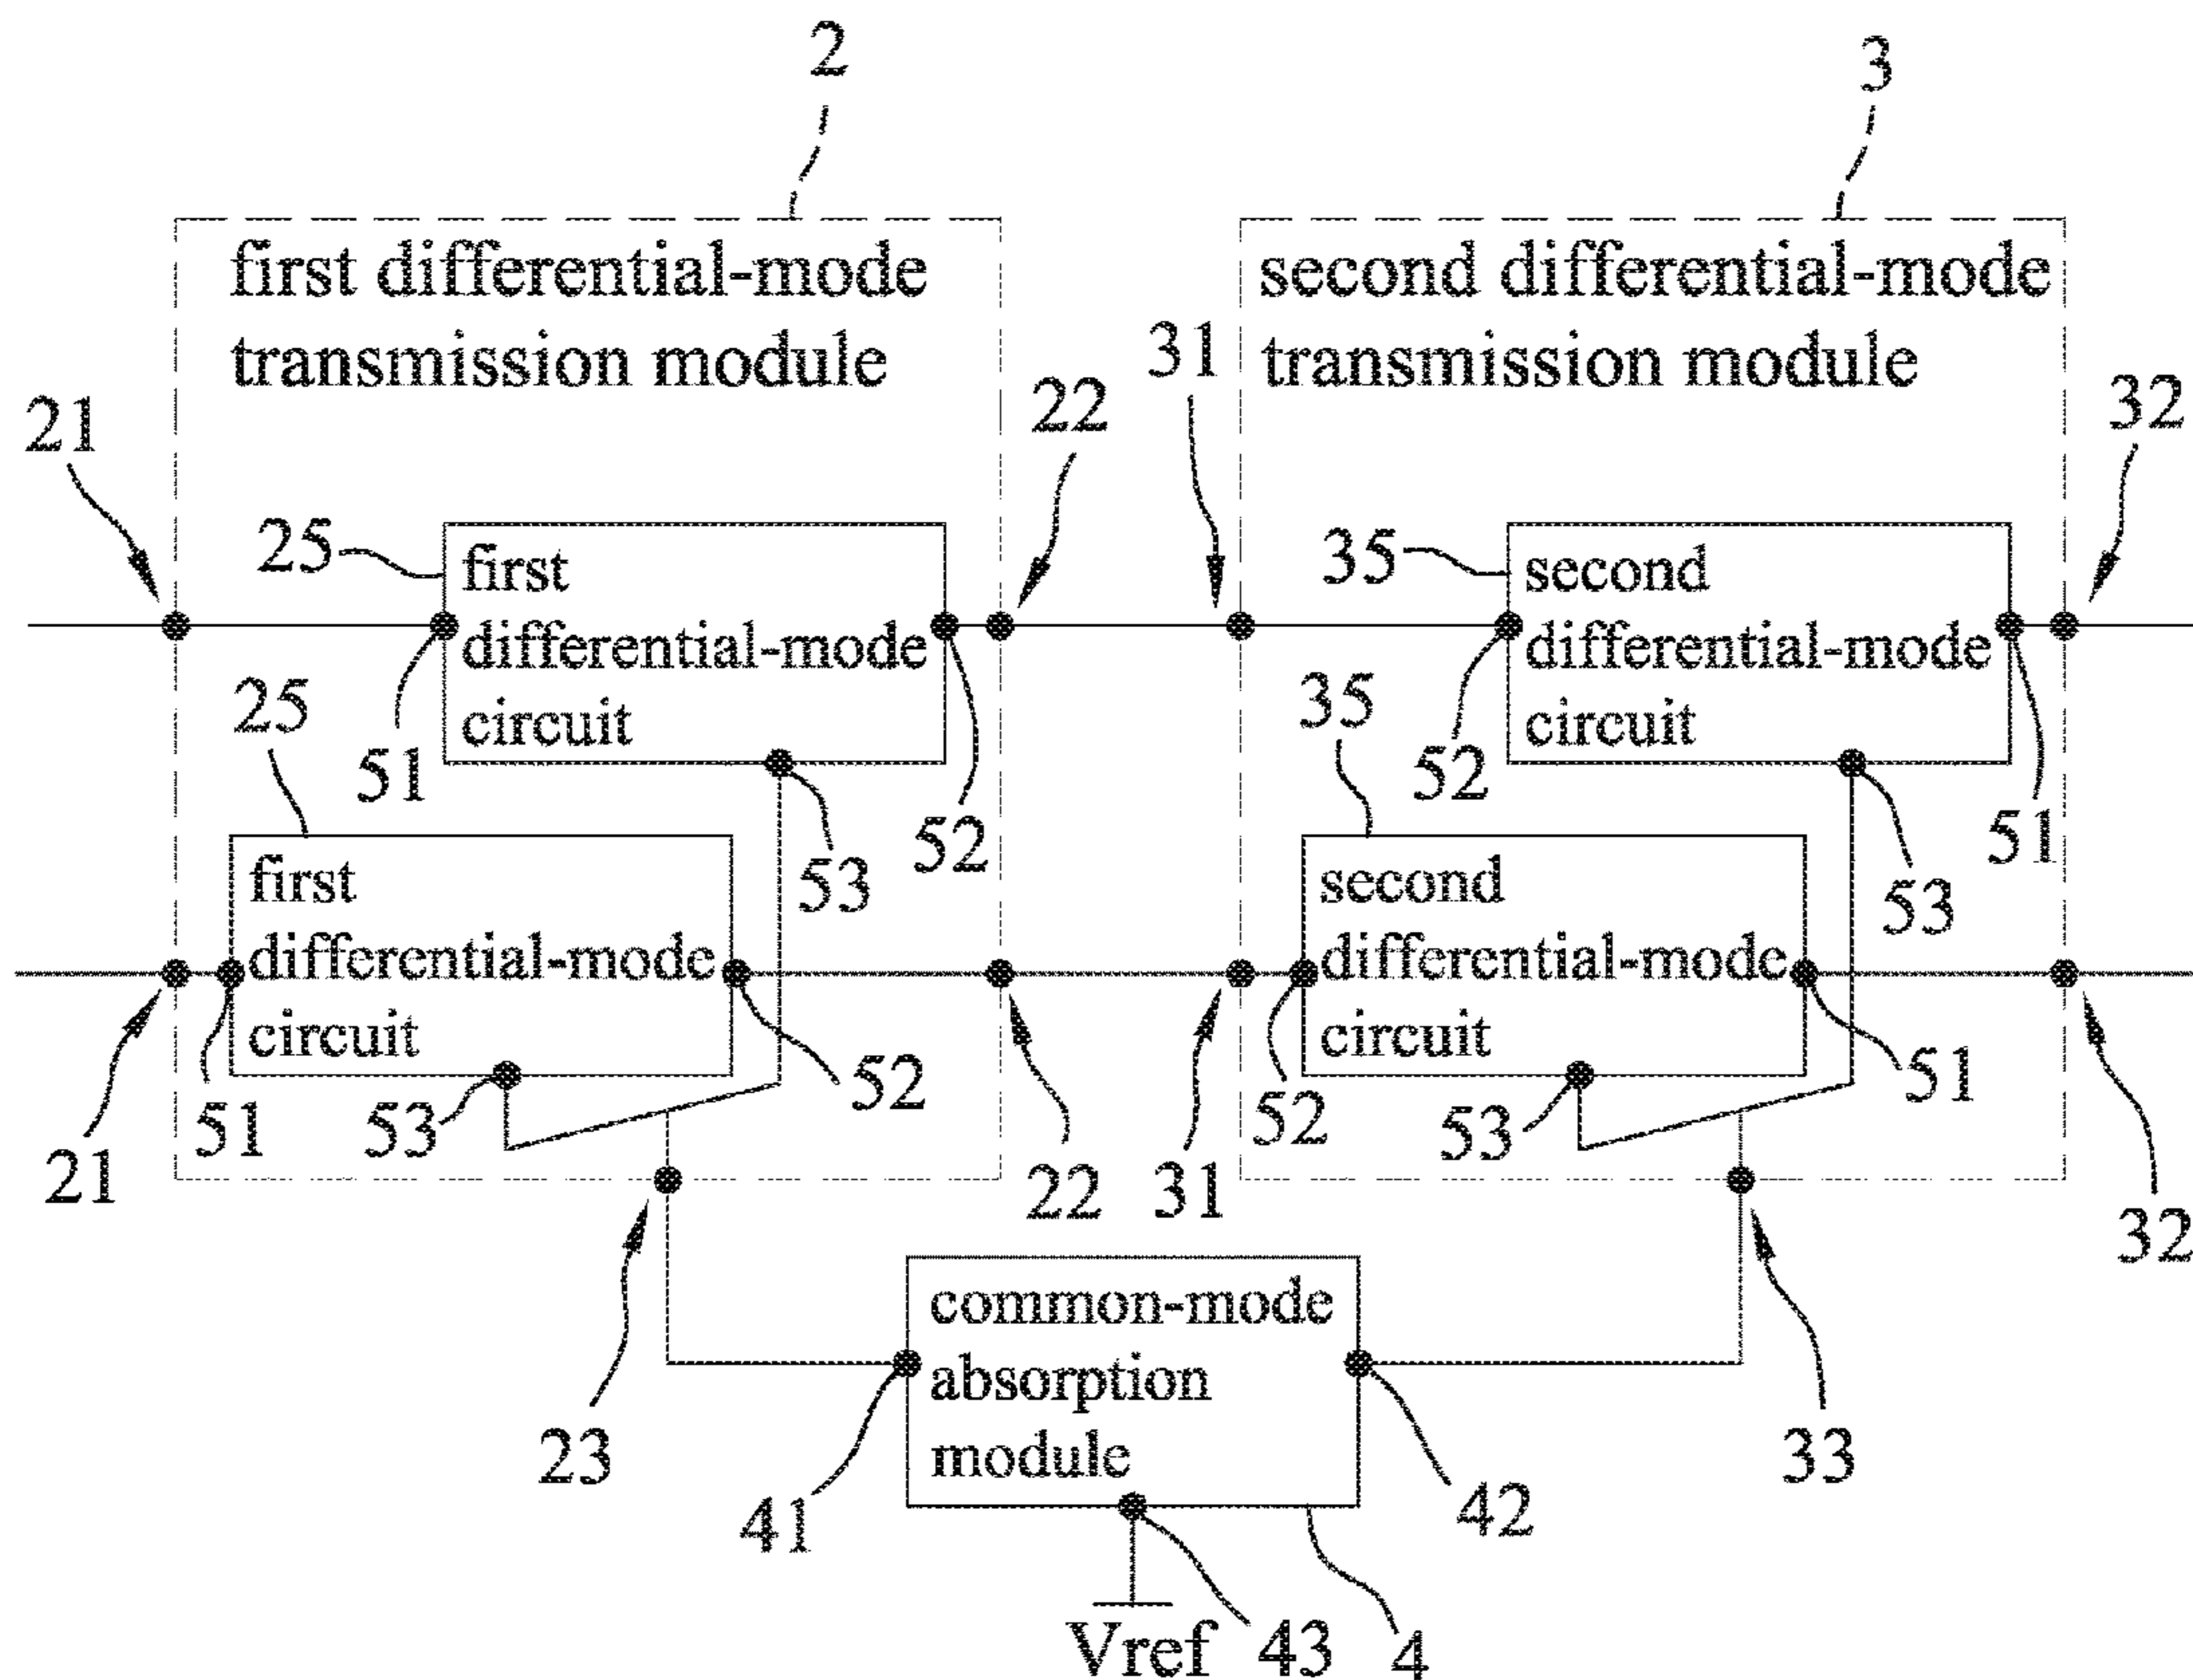 2
3
first differential-mode
transmission module
second differential-mode
transmission module
21
22
31
32
25
first
differential-mode
circuit
35
second
differential-mode
circuit
51
52
53
52
51
53
25
first
differential-mode
circuit
35
second
differential-mode
circuit
51
53
52
52
53
51
21
22
31
32
23
33
common-mode
absorption
module
41
42
43
4
Vref